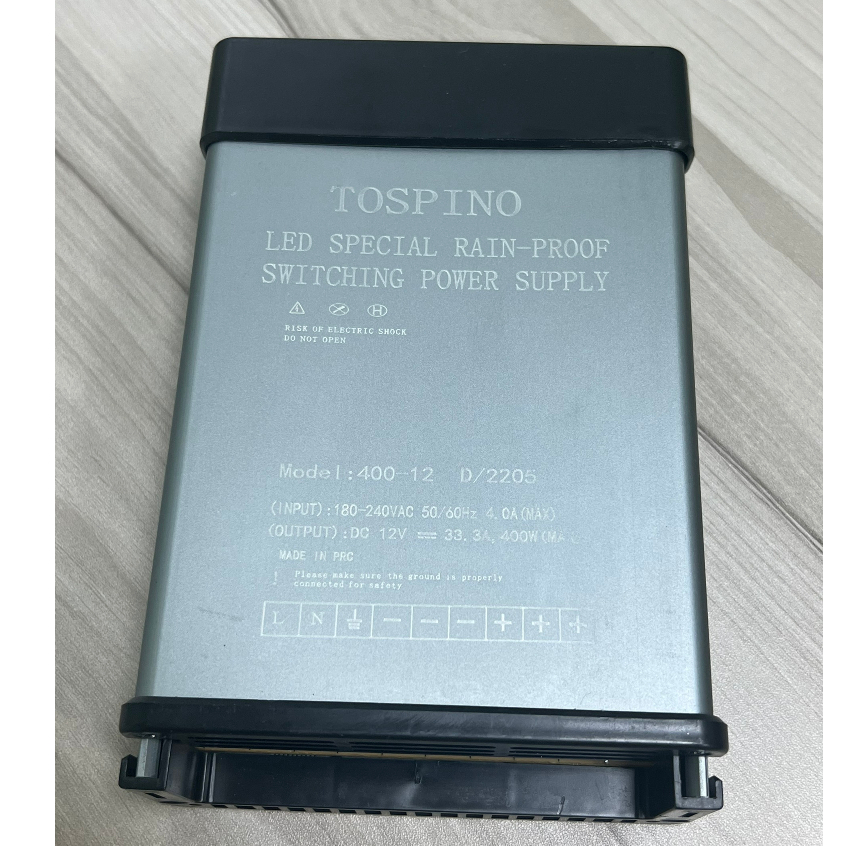 TOSPINO
LED SPECIAL RAIN-PROOF
SWITCHING POWER SUPPLY
RISK OF ELECTRIC SHOCK
DO NOT OPEN
Model:400-12 D/2205
(INPUT):180-240VAC 50/60Hz 4.0A(MAX)
(OUTPUT):DC 12V ⎓ 33.3A,400W(MA
MADE IN PRC
! Please make sure the ground is properly
connected for safety
L N ⏚ − − − + + +